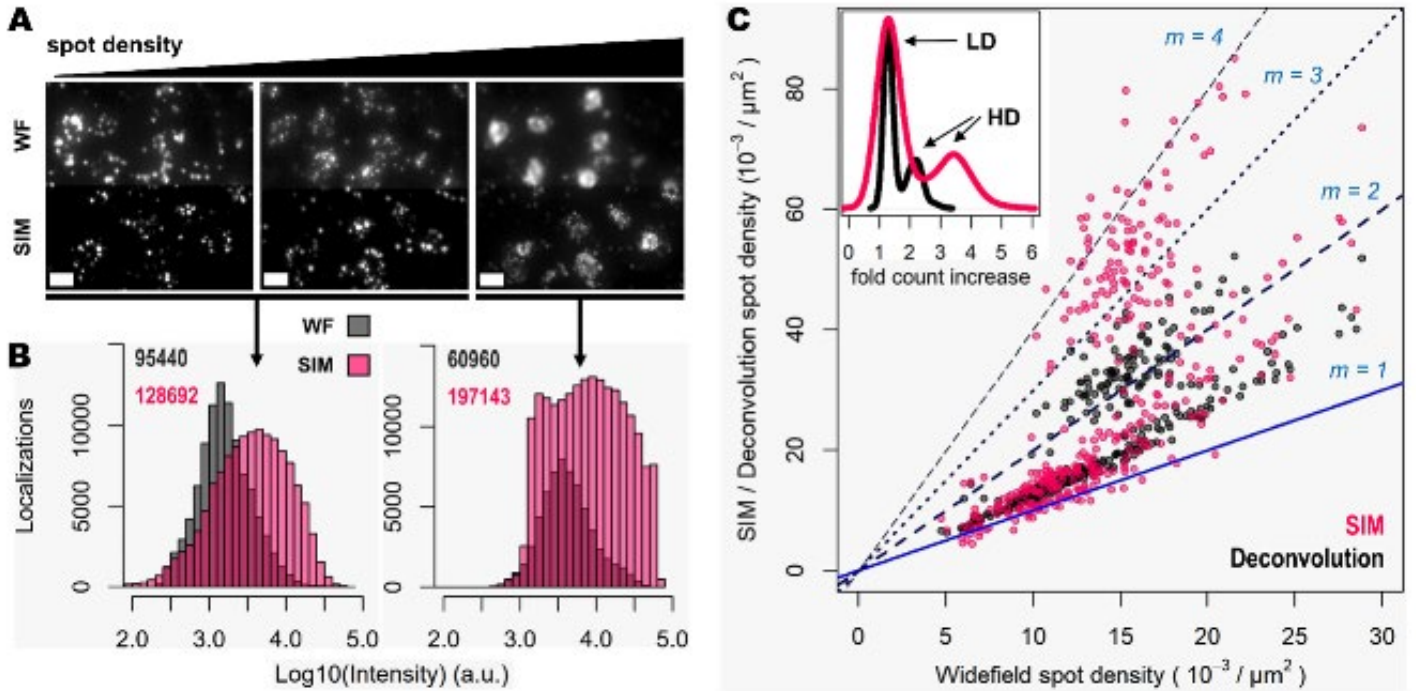 A
spot density
WF
SIM
B
WF
SIM
95440
128692
60960
197143
Localizations
10000
5000
0
10000
5000
0
2.0 3.0 4.0 5.0
2.0 3.0 4.0 5.0
Log10(Intensity) (a.u.)
C
SIM / Deconvolution spot density (10⁻³ / µm²)
80
60
40
20
0
LD
HD
0 1 2 3 4 5 6
fold count increase
m = 4
m = 3
m = 2
m = 1
SIM
Deconvolution
0 5 10 15 20 25 30
Widefield spot density ( 10⁻³ / µm² )